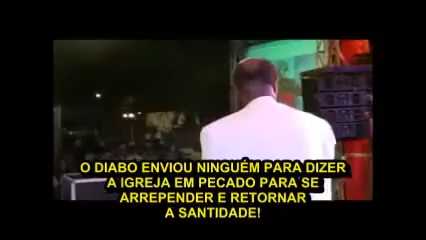 O DIABO ENVIOU NINGUÉM PARA DIZER
A IGREJA EM PECADO PARA SE
ARREPENDER E RETORNAR
A SANTIDADE!